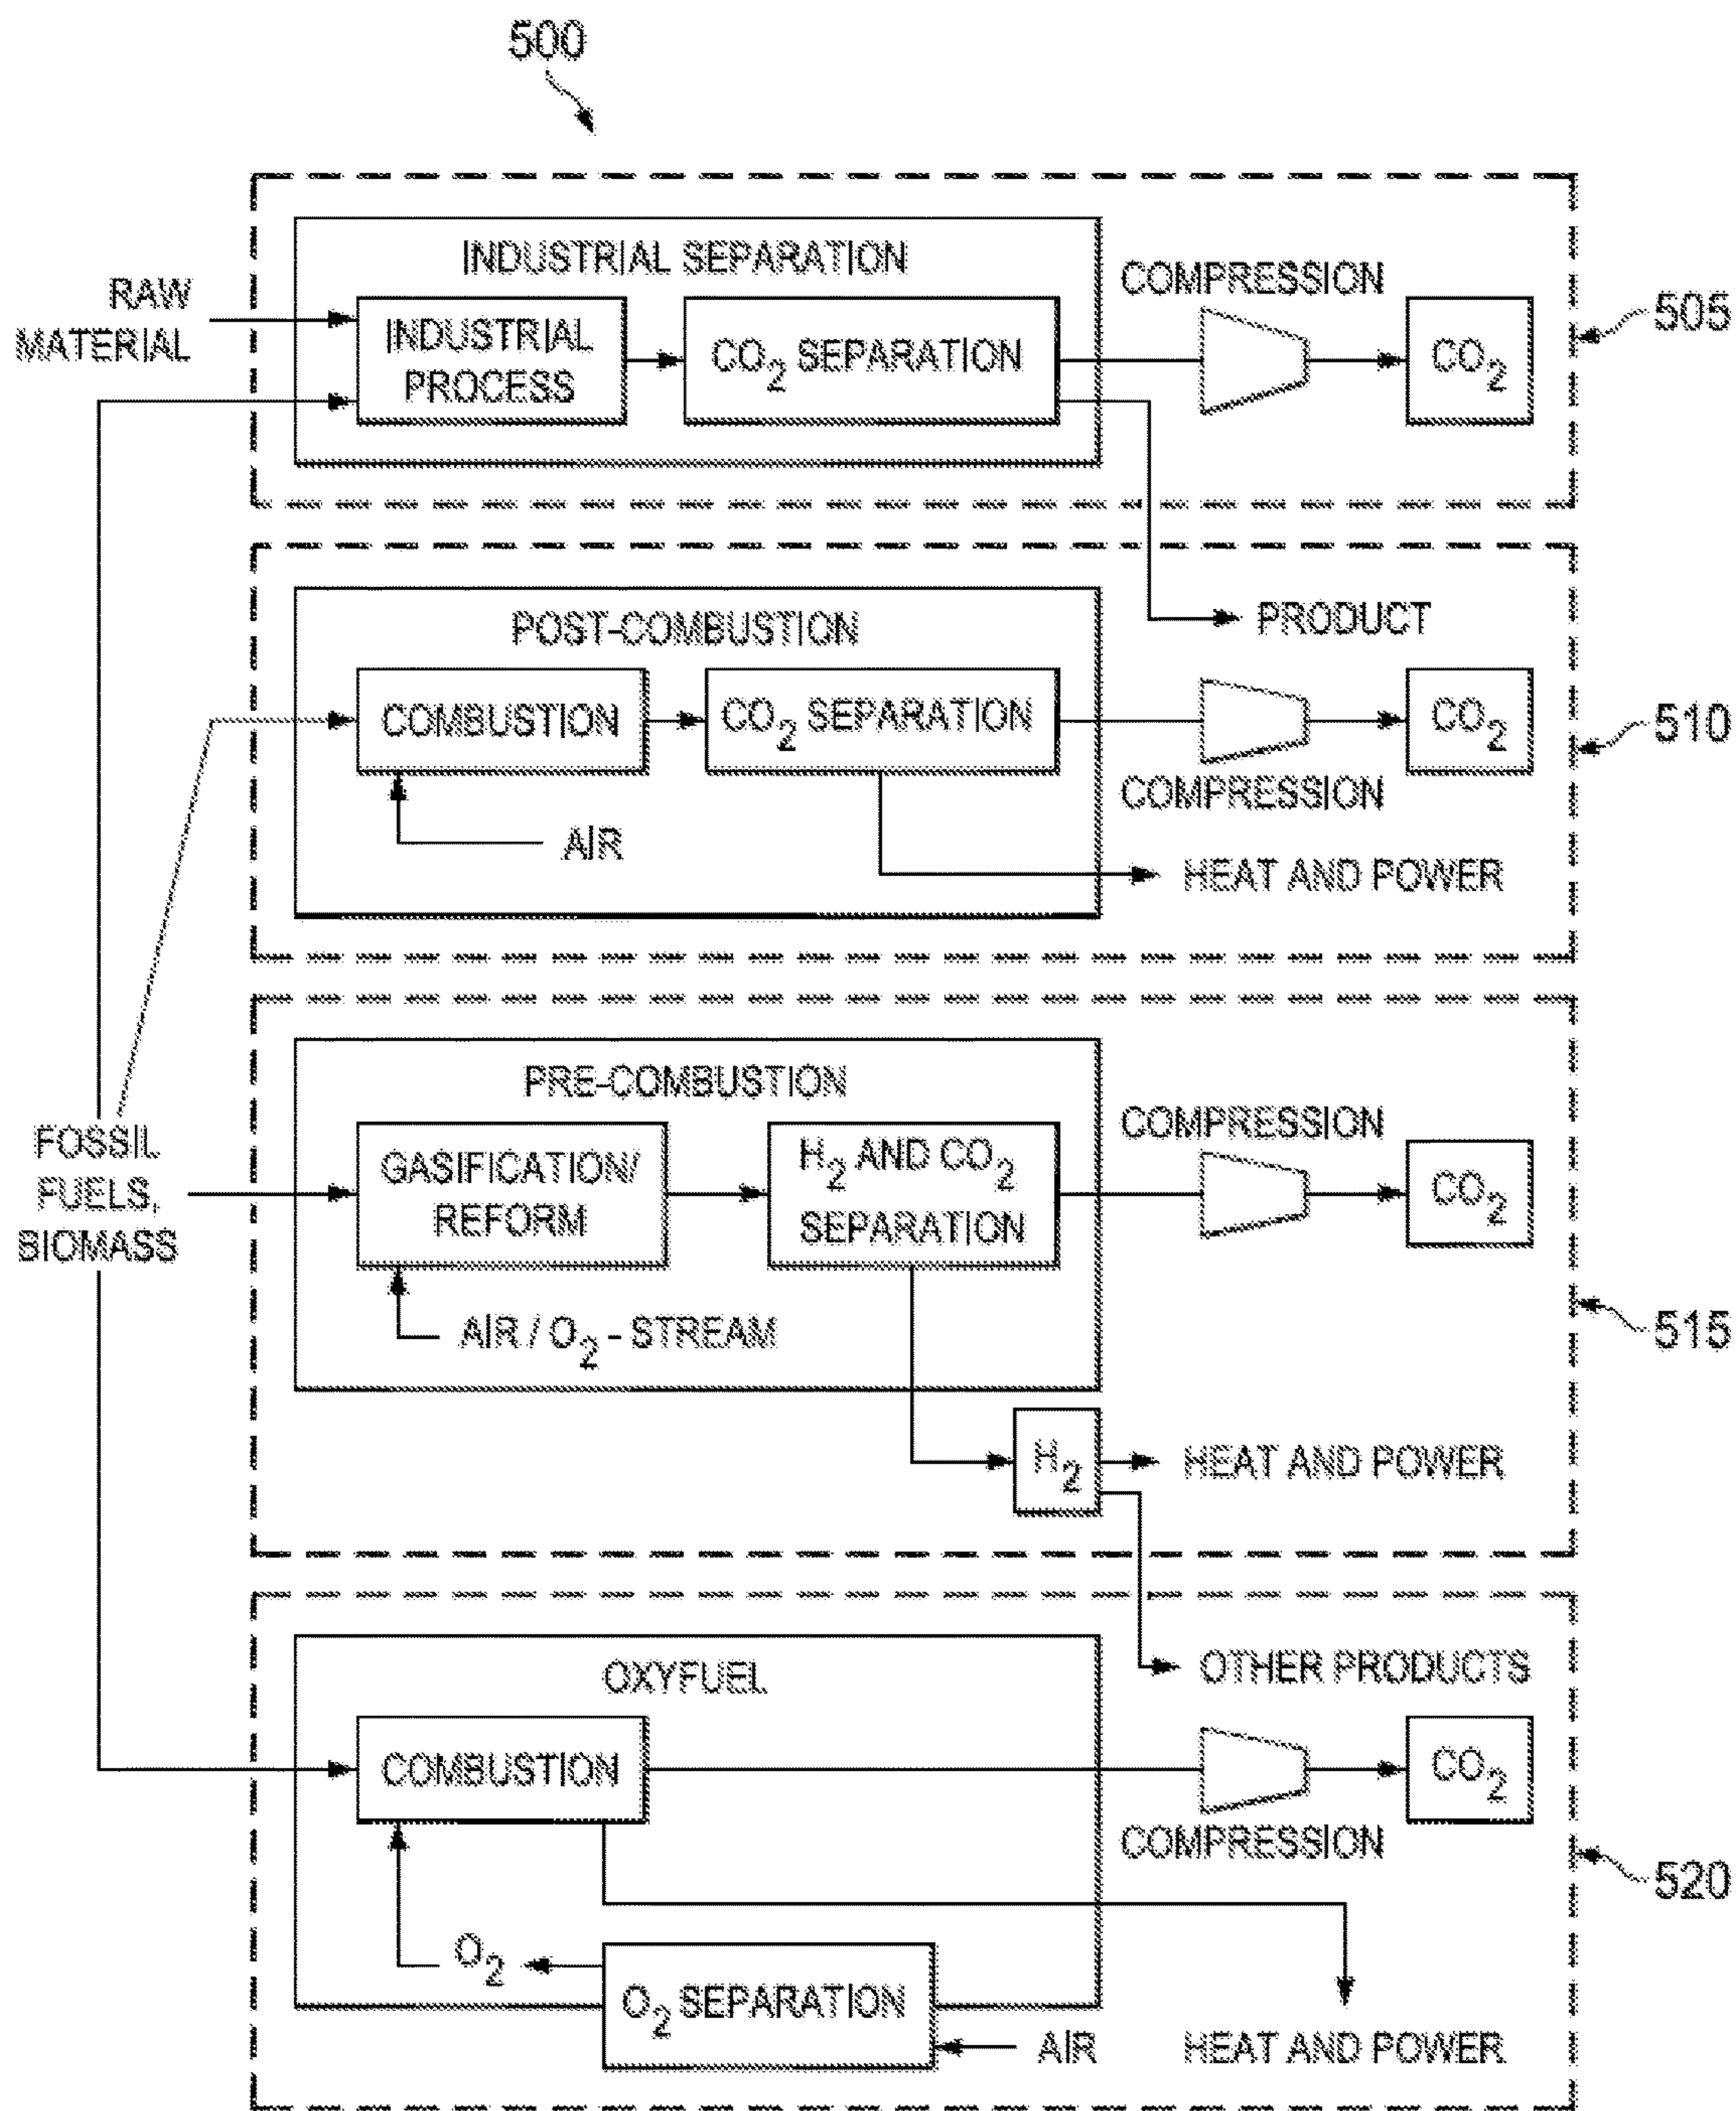 500
INDUSTRIAL SEPARATION
RAW
MATERIAL
INDUSTRIAL
PROCESS
CO2 SEPARATION
COMPRESSION
CO2
505
PRODUCT
POST-COMBUSTION
COMBUSTION
CO2 SEPARATION
COMPRESSION
CO2
510
AIR
HEAT AND POWER
PRE-COMBUSTION
FOSSIL
FUELS,
BIOMASS
GASIFICATION/
REFORM
H2 AND CO2
SEPARATION
COMPRESSION
CO2
515
AIR / O2 - STREAM
H2
HEAT AND POWER
OTHER PRODUCTS
OXYFUEL
COMBUSTION
COMPRESSION
CO2
520
O2
O2 SEPARATION
AIR
HEAT AND POWER